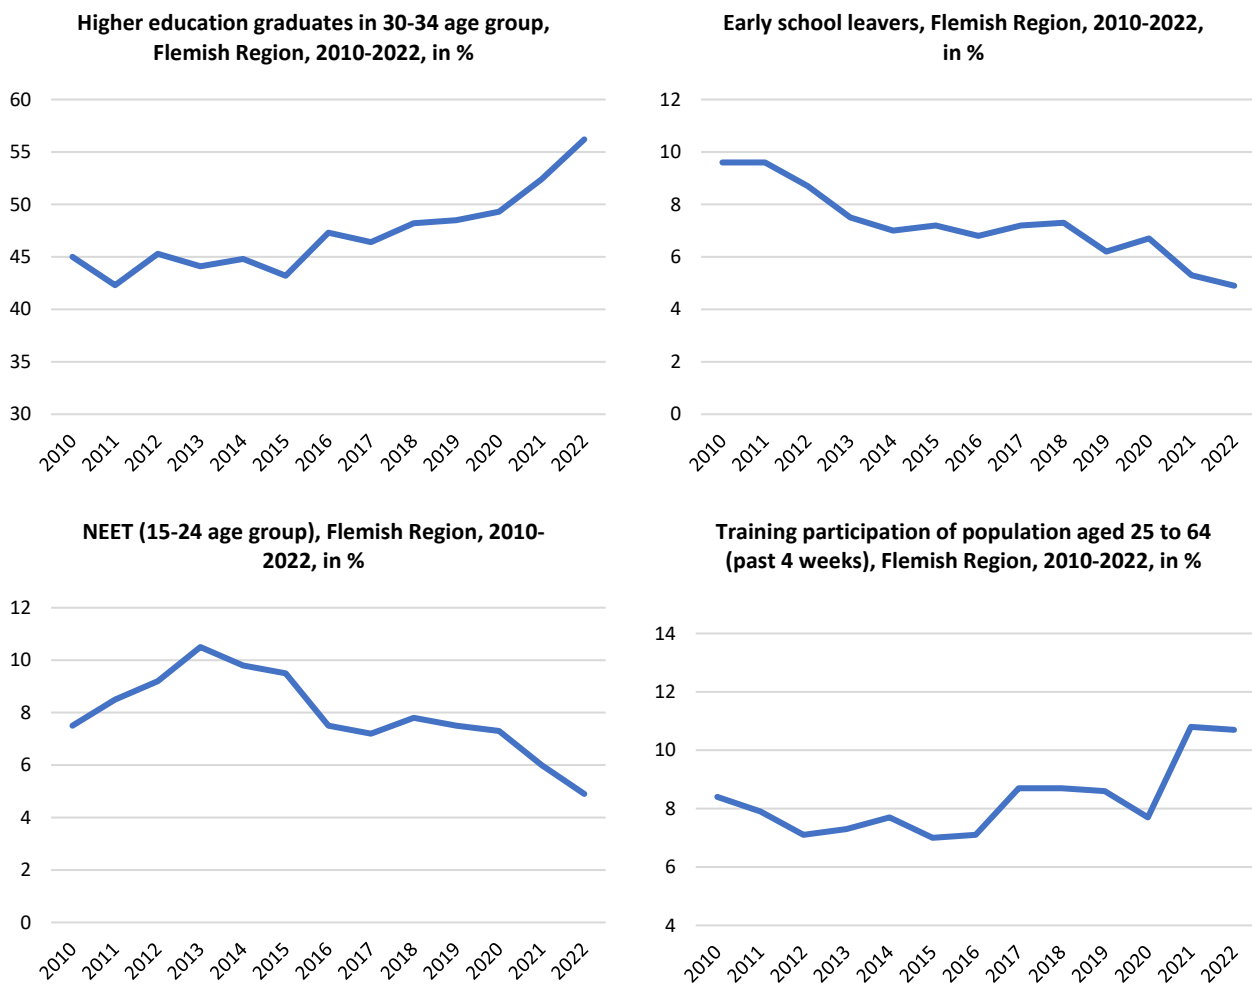 Higher education graduates in 30-34 age group,
Flemish Region, 2010-2022, in %
60
55
50
45
40
35
30
2010 2011 2012 2013 2014 2015 2016 2017 2018 2019 2020 2021 2022
Early school leavers, Flemish Region, 2010-2022,
in %
12
10
8
6
4
2
0
2010 2011 2012 2013 2014 2015 2016 2017 2018 2019 2020 2021 2022
NEET (15-24 age group), Flemish Region, 2010-
2022, in %
12
10
8
6
4
2
0
2010 2011 2012 2013 2014 2015 2016 2017 2018 2019 2020 2021 2022
Training participation of population aged 25 to 64
(past 4 weeks), Flemish Region, 2010-2022, in %
14
12
10
8
6
4
2010 2011 2012 2013 2014 2015 2016 2017 2018 2019 2020 2021 2022